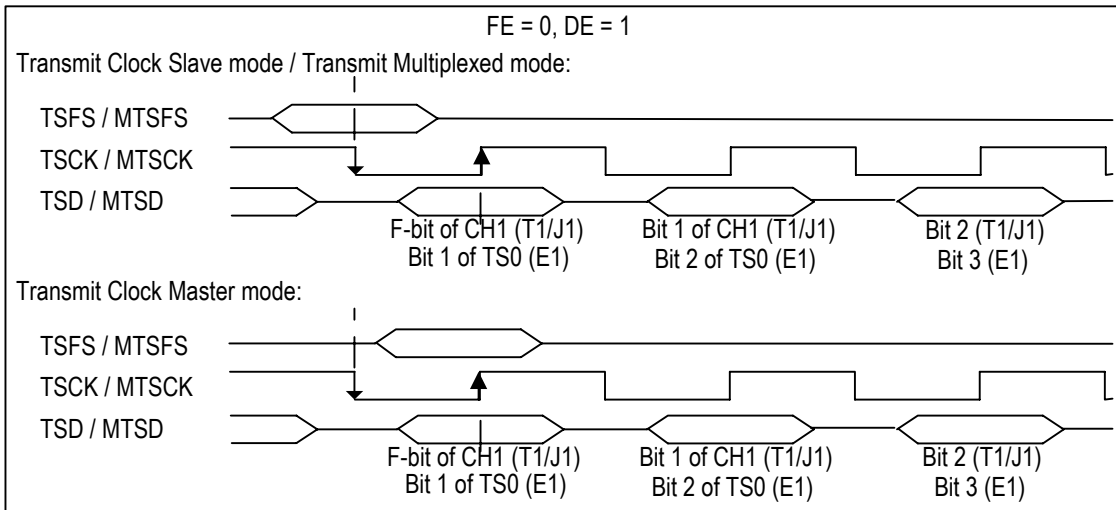 FE = 0, DE = 1
Transmit Clock Slave mode / Transmit Multiplexed mode:
TSFS / MTSFS
TSCK / MTSCK
TSD / MTSD
F-bit of CH1 (T1/J1)
Bit 1 of TS0 (E1)
Bit 1 of CH1 (T1/J1)
Bit 2 of TS0 (E1)
Bit 2 (T1/J1)
Bit 3 (E1)
Transmit Clock Master mode:
TSFS / MTSFS
TSCK / MTSCK
TSD / MTSD
F-bit of CH1 (T1/J1)
Bit 1 of TS0 (E1)
Bit 1 of CH1 (T1/J1)
Bit 2 of TS0 (E1)
Bit 2 (T1/J1)
Bit 3 (E1)